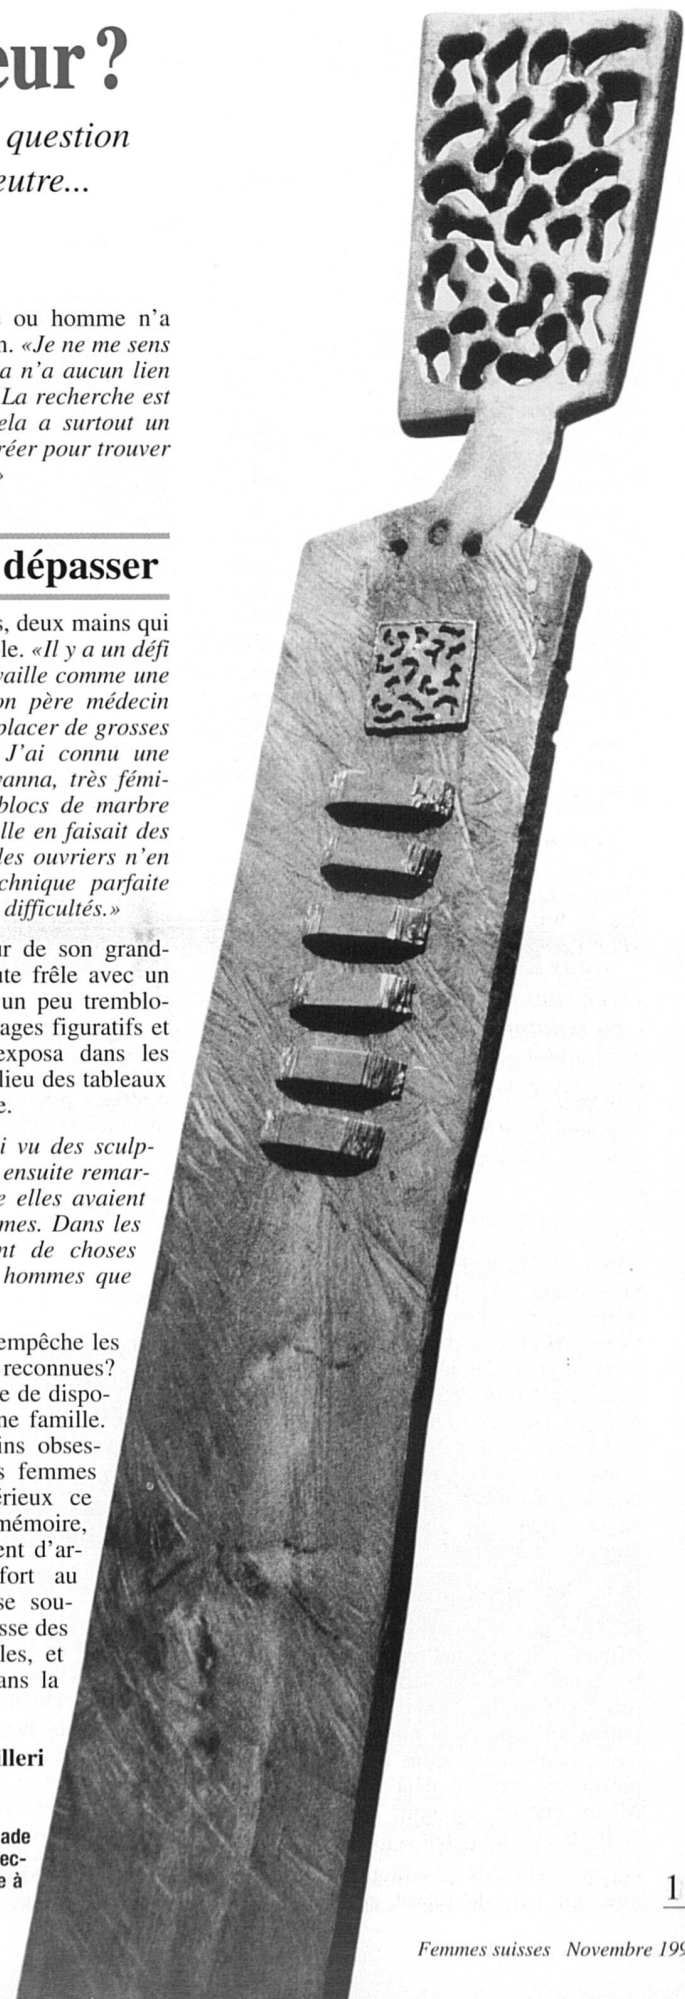 eur ?
question
eutre...
ou homme n'a
n. «Je ne me sens
a n'a aucun lien
La recherche est
ela a surtout un
réer pour trouver
»
dépasser
s, deux mains qui
le. «Il y a un défi
vaille comme une
on père médecin
placer de grosses
J'ai connu une
vanna, très fémi-
blocs de marbre
lle en faisait des
les ouvriers n'en
chnique parfaite
difficultés.»
ur de son grand-
ute frêle avec un
un peu tremblo-
ages figuratifs et
exposa dans les
lieu des tableaux
e.
i vu des sculp-
ensuite remar-
e elles avaient
mes. Dans les
nt de choses
hommes que
empêche les
reconnues?
e de dispo-
ne famille.
ins obses-
s femmes
érieux ce
mémoire,
ent d'ar-
fort au
se sou-
sse des
les, et
ans la
lleri
ade
ec-
e à
1
Femmes suisses Novembre 199